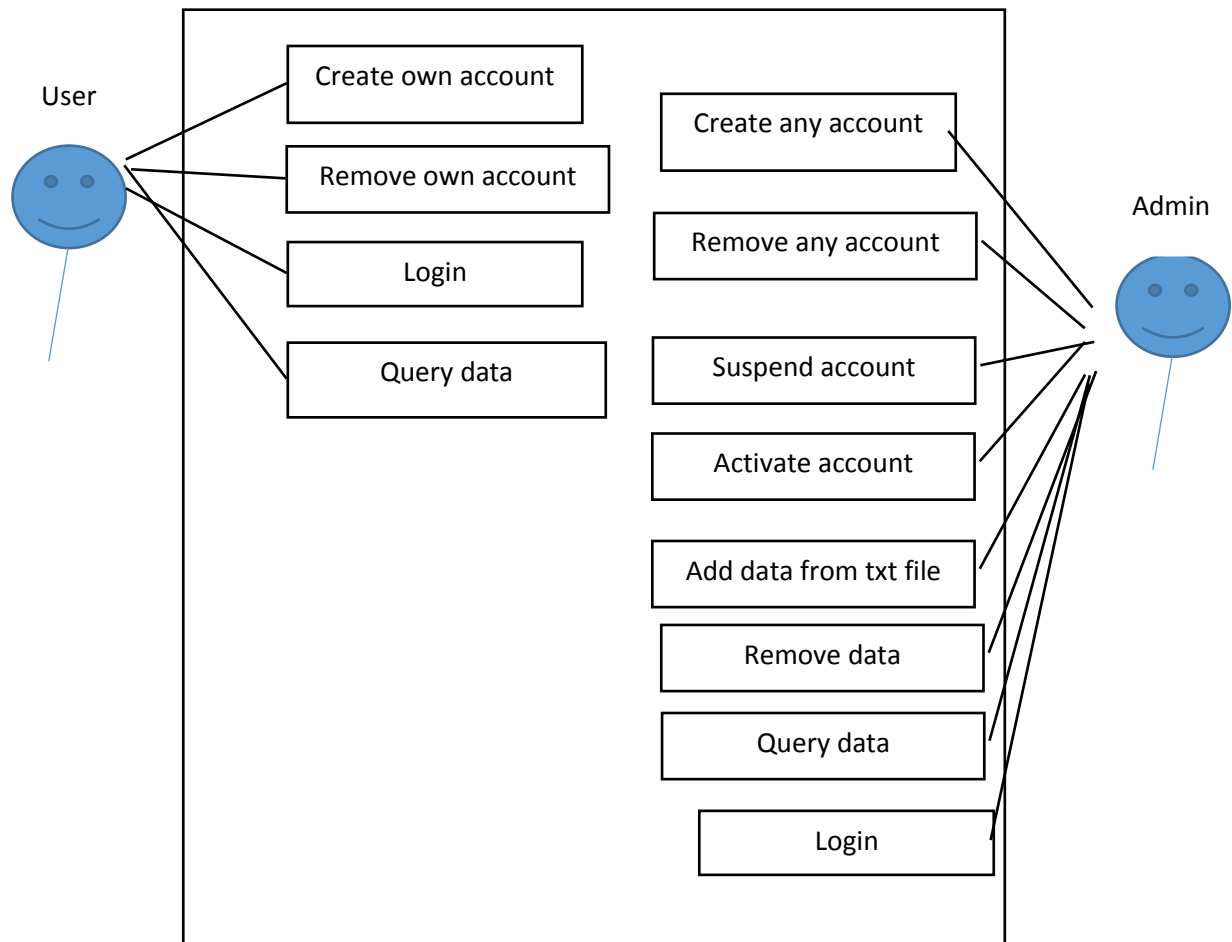 User
Create own account
Remove own account
Login
Query data
Create any account
Remove any account
Suspend account
Activate account
Add data from txt file
Remove data
Query data
Login
Admin